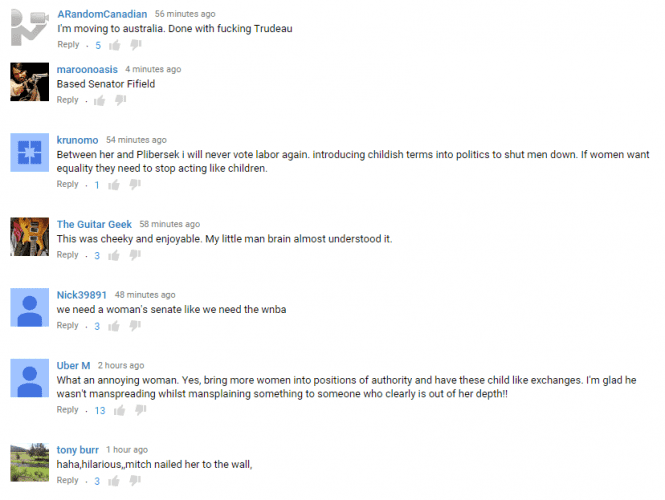 ARandomCanadian 56 minutes ago
I'm moving to australia. Done with fucking Trudeau
Reply . 5
maroonoasis 4 minutes ago
Based Senator Fifield
Reply .
krunomo 54 minutes ago
Between her and Plibersek i will never vote labor again. introducing childish terms into politics to shut men down. If women want
equality they need to stop acting like children.
Reply . 1
The Guitar Geek 58 minutes ago
This was cheeky and enjoyable. My little man brain almost understood it.
Reply . 3
Nick39891 48 minutes ago
we need a woman's senate like we need the wnba
Reply . 3
Uber M 2 hours ago
What an annoying woman. Yes, bring more women into positions of authority and have these child like exchanges. I'm glad he
wasn't manspreading whilst mansplaining something to someone who clearly is out of her depth!!
Reply . 13
tony burr 1 hour ago
haha,hilarious,,mitch nailed her to the wall,
Reply . 3